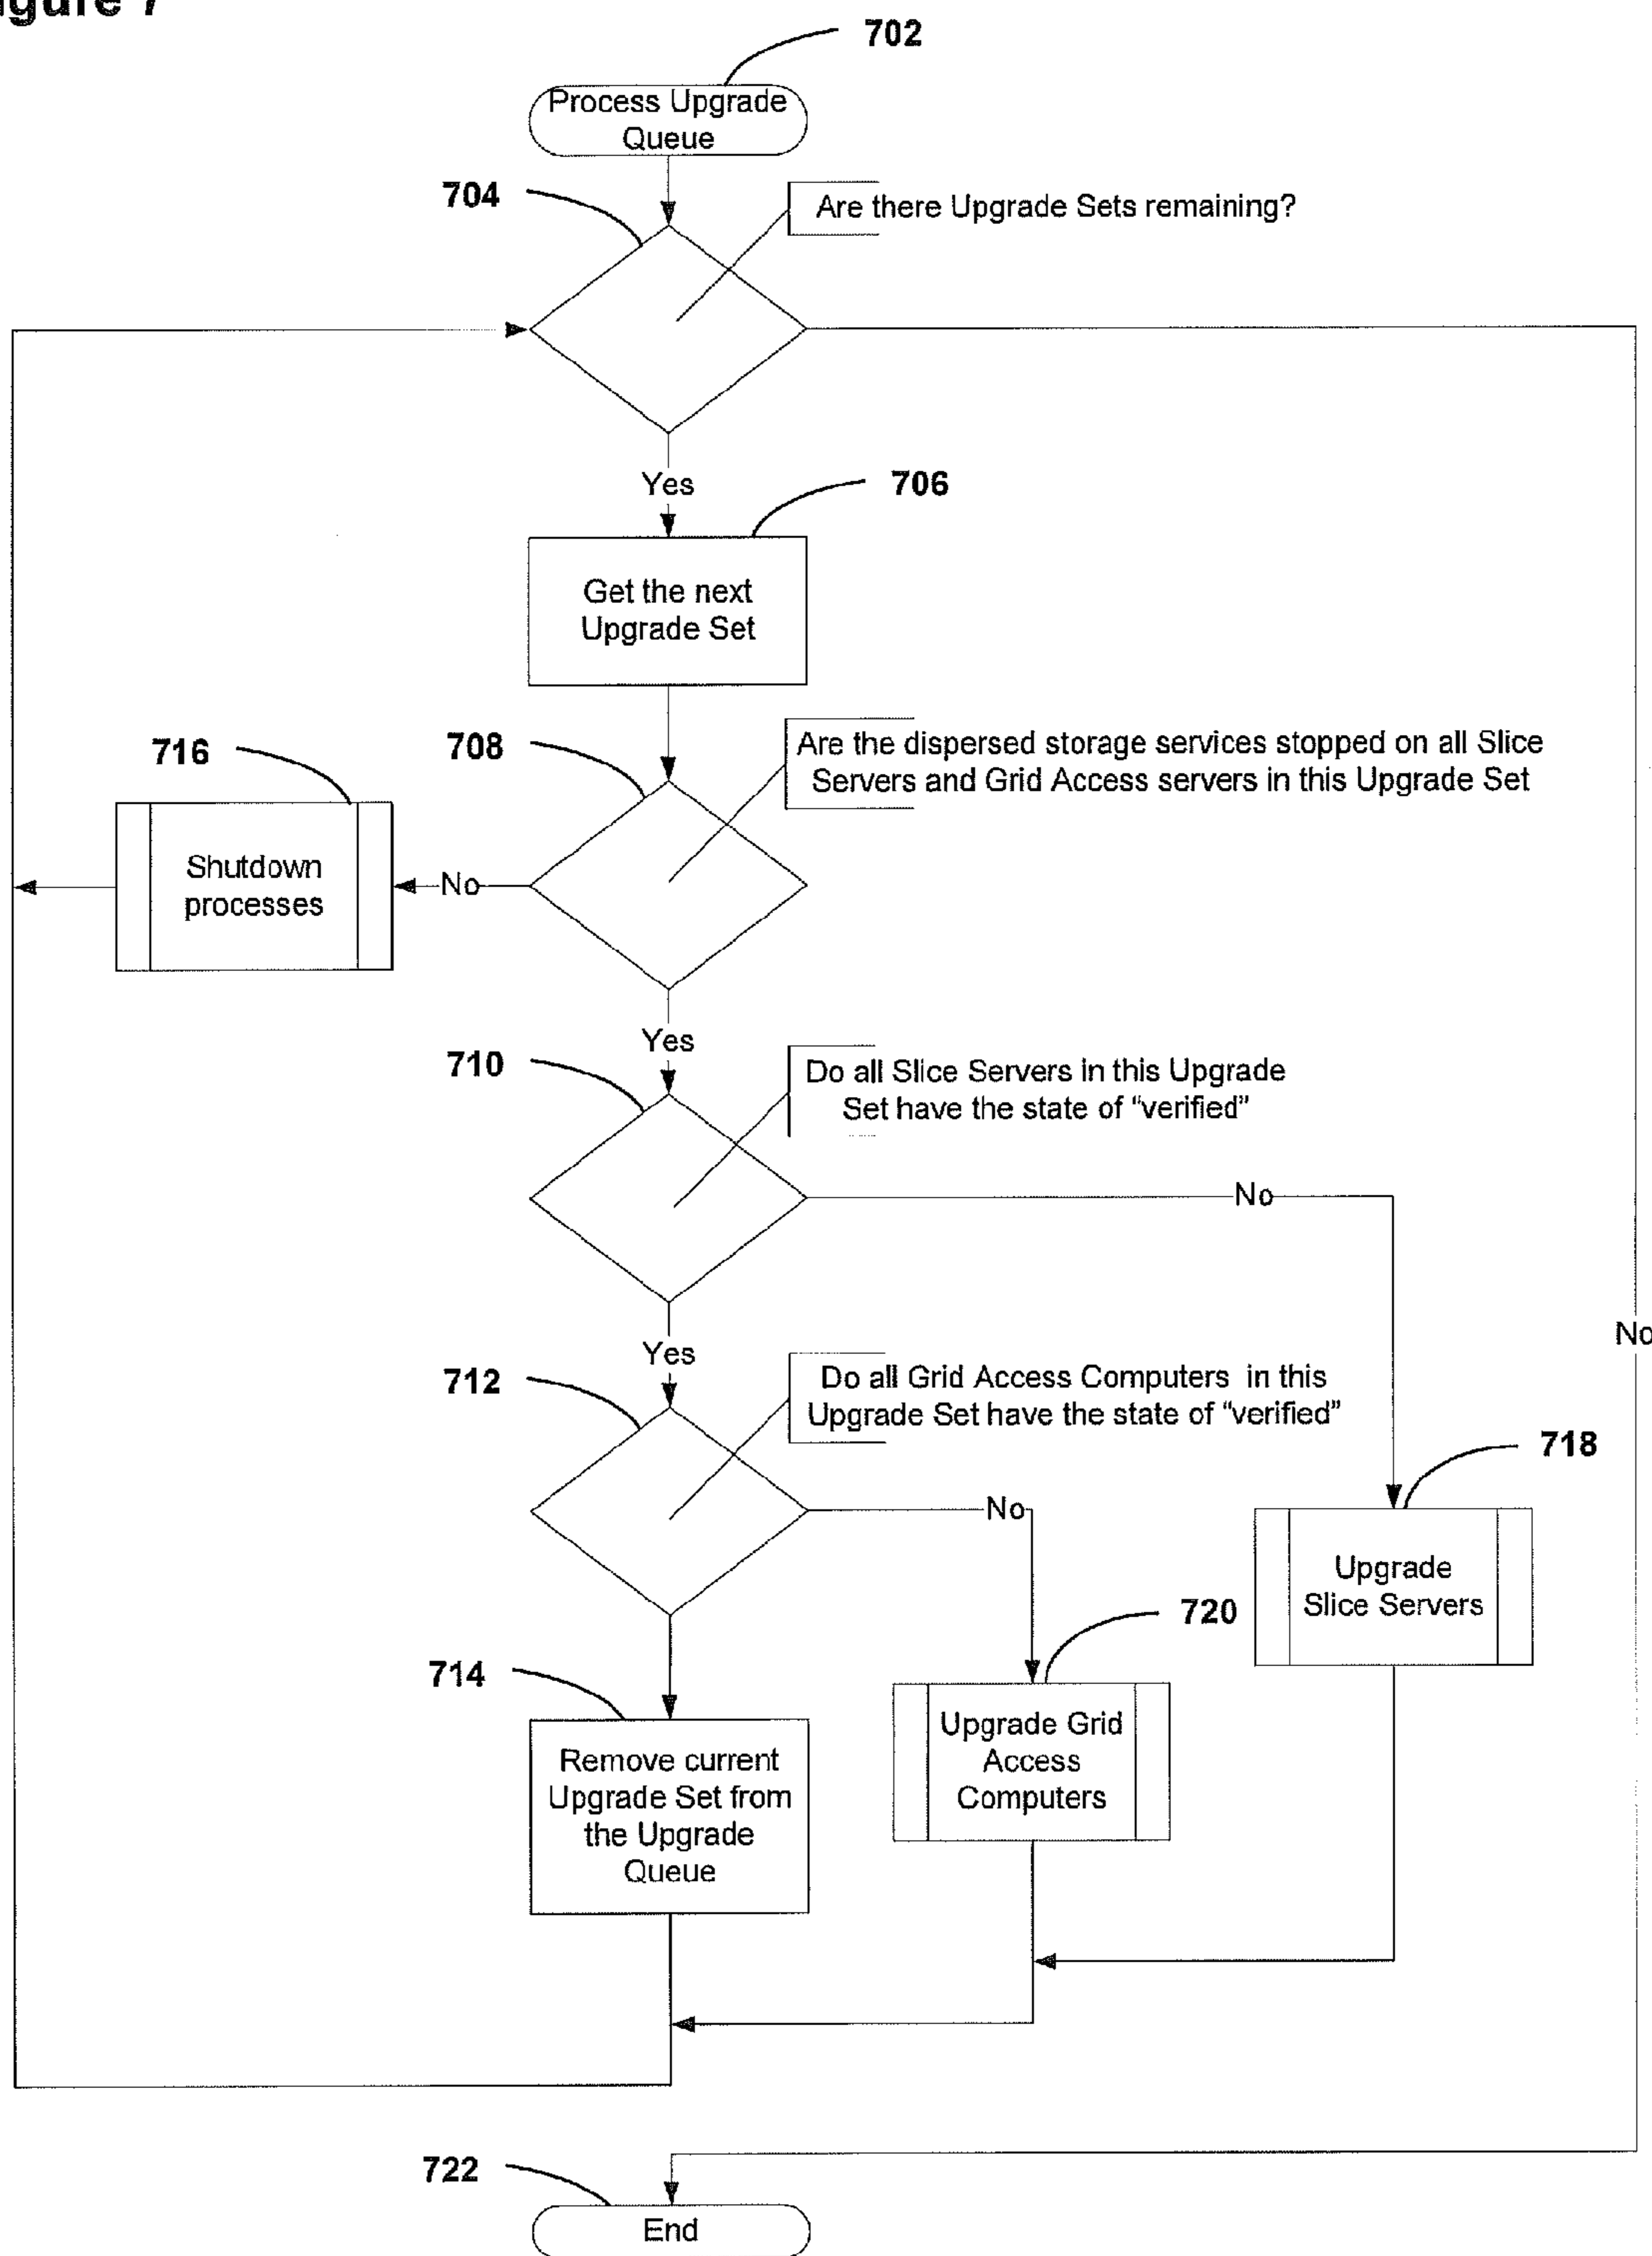 gure 7
702
Process Upgrade
Queue
704
Are there Upgrade Sets remaining?
Yes
706
Get the next
Upgrade Set
708
Are the dispersed storage services stopped on all Slice
Servers and Grid Access servers in this Upgrade Set
716
Shutdown
processes
No
Yes
710
Do all Slice Servers in this Upgrade
Set have the state of “verified”
No
No
Yes
712
Do all Grid Access Computers in this
Upgrade Set have the state of “verified”
718
No
Upgrade
Slice Servers
720
714
Upgrade Grid
Access
Computers
Remove current
Upgrade Set from
the Upgrade
Queue
722
End